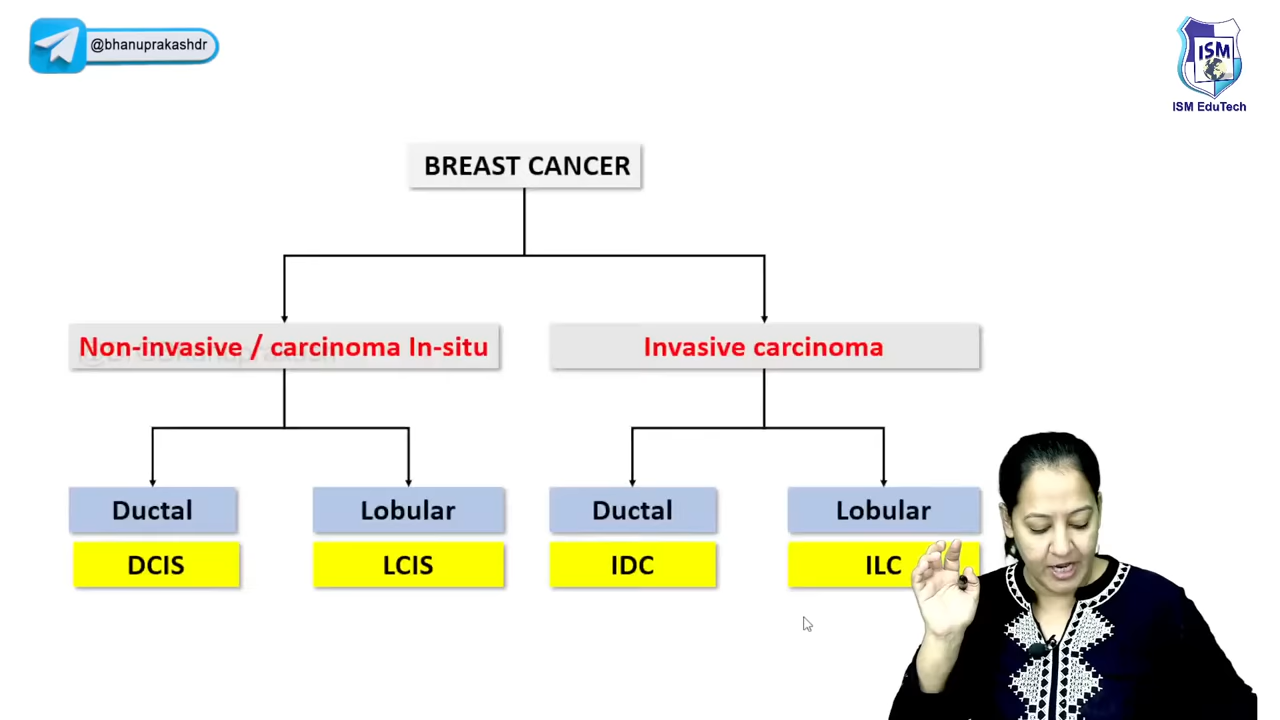 @bhanuprakashdr
ISM
ISM EduTech
BREAST CANCER
Non-invasive / carcinoma In-situ
Invasive carcinoma
Ductal
Lobular
Ductal
Lobular
DCIS
LCIS
IDC
ILC